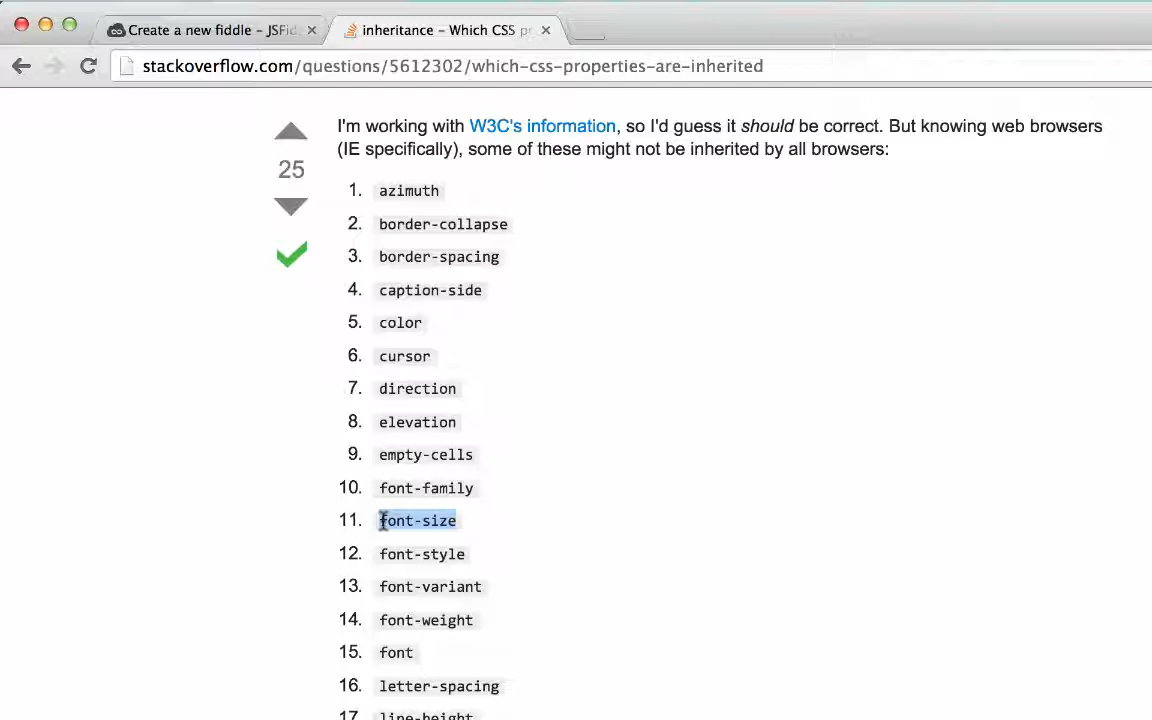 Create a new fiddle - JSFid
inheritance - Which CSS pr
stackoverflow.com/questions/5612302/which-css-properties-are-inherited
I'm working with W3C's information, so I'd guess it should be correct. But knowing web browsers
(IE specifically), some of these might not be inherited by all browsers:
25
1. azimuth
2. border-collapse
3. border-spacing
4. caption-side
5. color
6. cursor
7. direction
8. elevation
9. empty-cells
10. font-family
11. font-size
12. font-style
13. font-variant
14. font-weight
15. font
16. letter-spacing
17. line-height